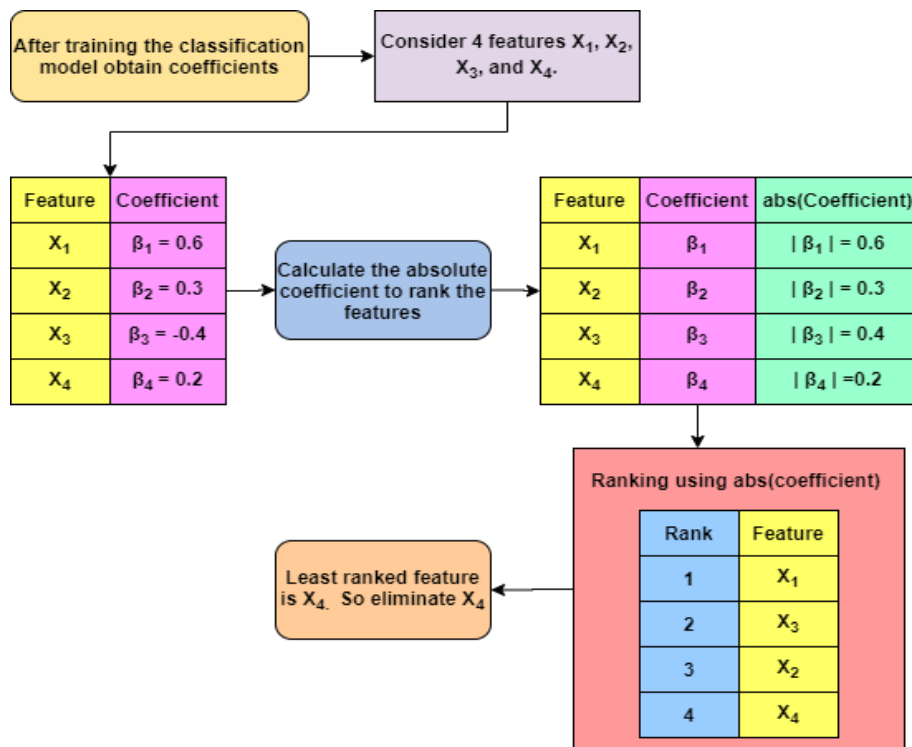 After training the classification
model obtain coefficients
Consider 4 features X₁, X₂,
X₃, and X₄.
Feature Coefficient
X₁ β₁ = 0.6
X₂ β₂ = 0.3
X₃ β₃ = -0.4
X₄ β₄ = 0.2
Calculate the absolute
coefficient to rank the
features
Feature Coefficient abs(Coefficient)
X₁ β₁ | β₁ | = 0.6
X₂ β₂ | β₂ | = 0.3
X₃ β₃ | β₃ | = 0.4
X₄ β₄ | β₄ | =0.2
Ranking using abs(coefficient)
Rank Feature
1 X₁
2 X₃
3 X₂
4 X₄
Least ranked feature
is X₄. So eliminate X₄